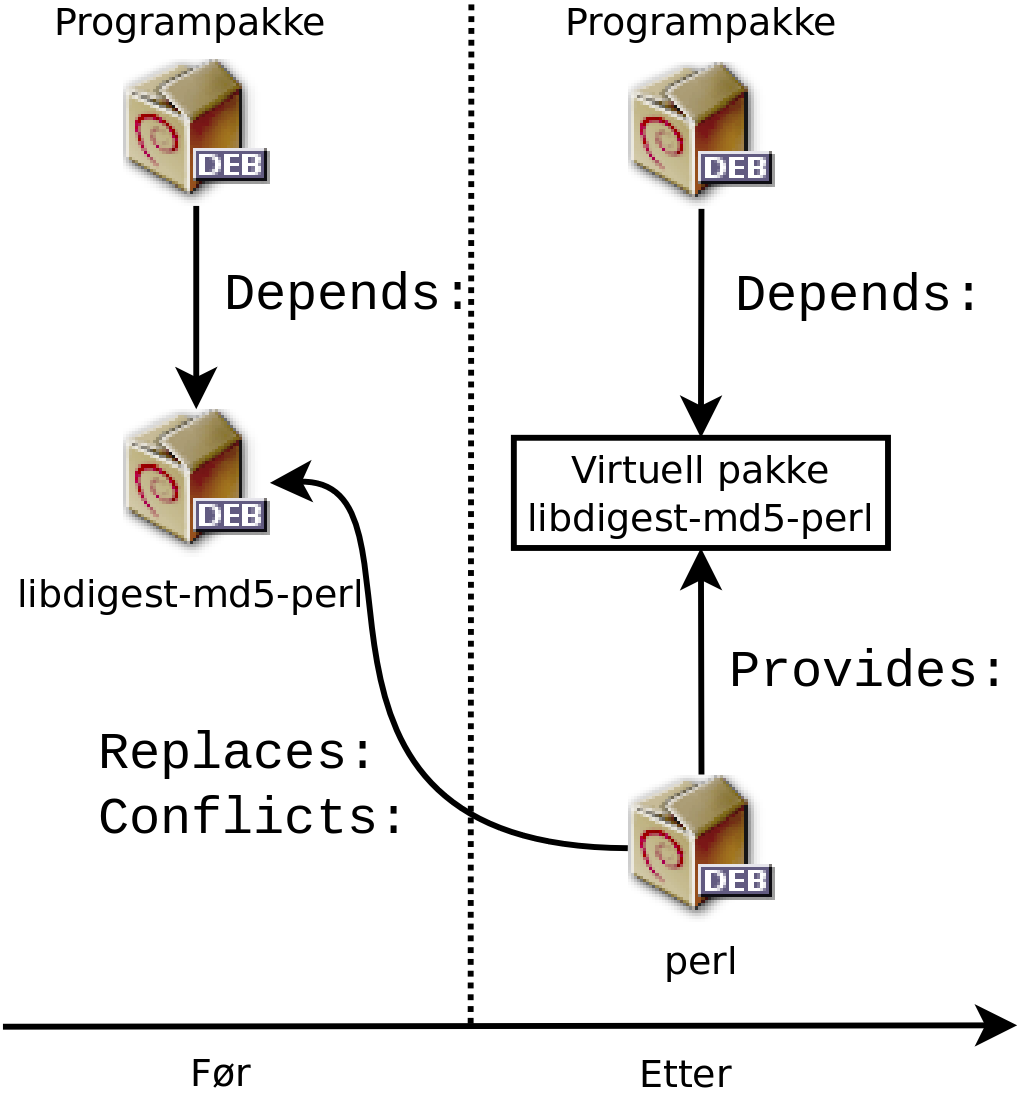 Programpakke
DEB
Depends:
DEB
libdigest-md5-perl
Replaces:
Conflicts:
Programpakke
DEB
Depends:
Virtuell pakke
libdigest-md5-perl
Provides:
DEB
perl
Før
Etter